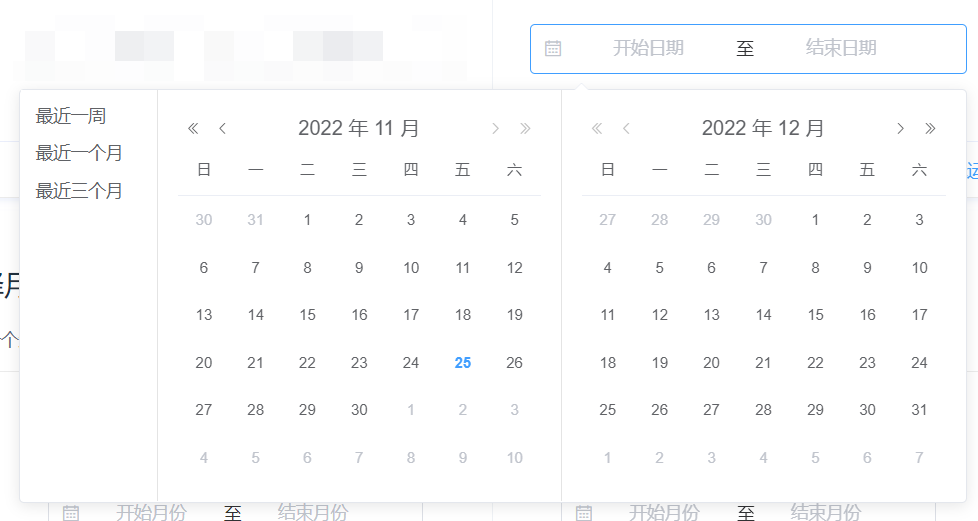 开始日期 至 结束日期
最近一周
最近一个月
最近三个月
2022 年 11 月
日 一 二 三 四 五 六
30 31 1 2 3 4 5
6 7 8 9 10 11 12
13 14 15 16 17 18 19
20 21 22 23 24 25 26
27 28 29 30 1 2 3
4 5 6 7 8 9 10
2022 年 12 月
日 一 二 三 四 五 六
27 28 29 30 1 2 3
4 5 6 7 8 9 10
11 12 13 14 15 16 17
18 19 20 21 22 23 24
25 26 27 28 29 30 31
1 2 3 4 5 6 7
运
月
个
开始月份 至 结束月份
开始月份 至 结束月份